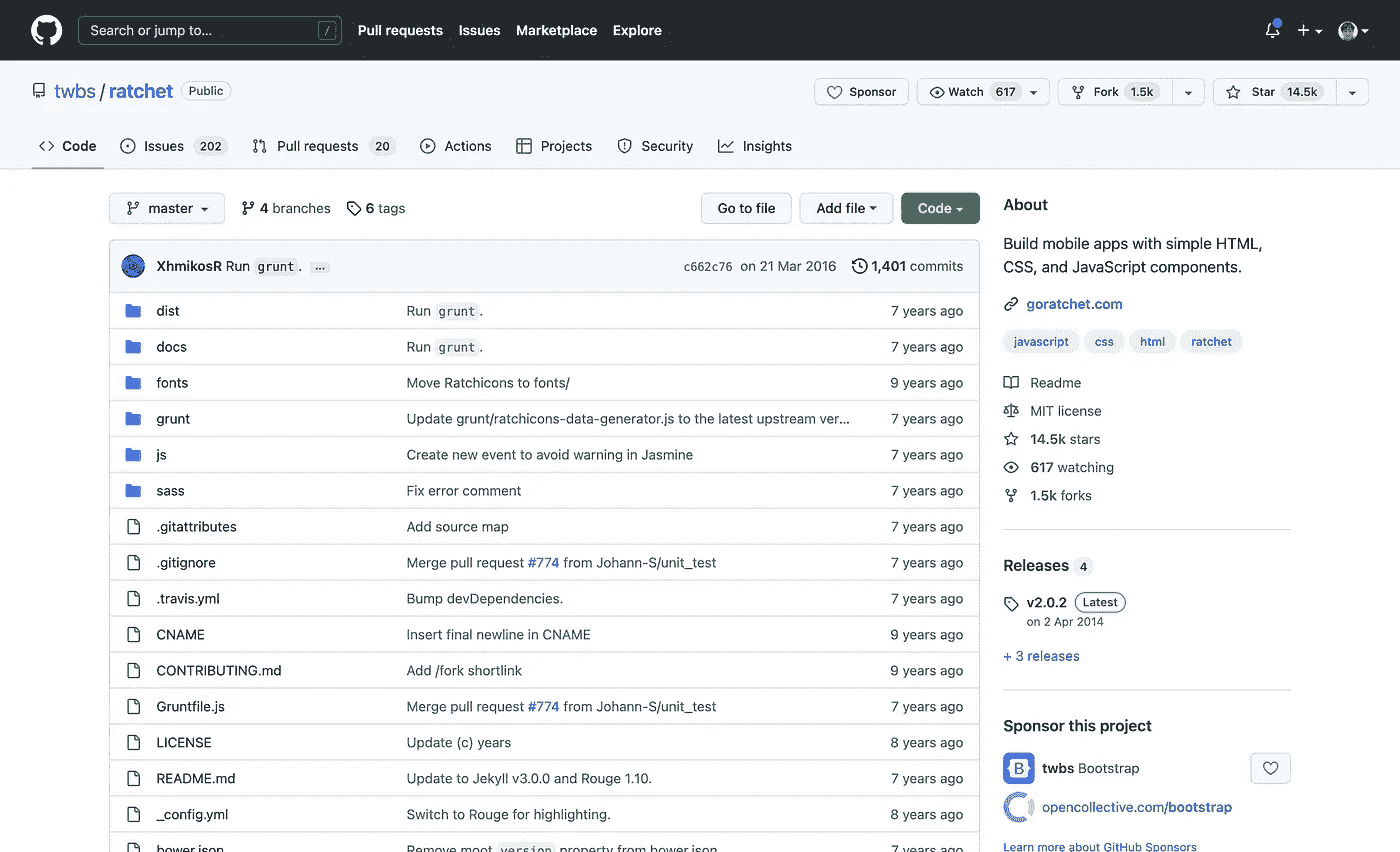 Search or jump to... /
Pull requests Issues Marketplace Explore
twbs / ratchet Public
Sponsor Watch 617 Fork 1.5k Star 14.5k
Code Issues 202 Pull requests 20 Actions Projects Security Insights
master 4 branches 6 tags Go to file Add file Code
XhmikosR Run grunt. ... c662c76 on 21 Mar 2016 1,401 commits
dist Run grunt. 7 years ago
docs Run grunt. 7 years ago
fonts Move Ratchicons to fonts/ 9 years ago
grunt Update grunt/ratchicons-data-generator.js to the latest upstream ver... 7 years ago
js Create new event to avoid warning in Jasmine 7 years ago
sass Fix error comment 7 years ago
.gitattributes Add source map 7 years ago
.gitignore Merge pull request #774 from Johann-S/unit_test 7 years ago
.travis.yml Bump devDependencies. 7 years ago
CNAME Insert final newline in CNAME 9 years ago
CONTRIBUTING.md Add /fork shortlink 9 years ago
Gruntfile.js Merge pull request #774 from Johann-S/unit_test 7 years ago
LICENSE Update (c) years 8 years ago
README.md Update to Jekyll v3.0.0 and Rouge 1.10. 7 years ago
_config.yml Switch to Rouge for highlighting. 8 years ago
bower.json Remove moot version property from bower.json 7 years ago
About
Build mobile apps with simple HTML,
CSS, and JavaScript components.
goratchet.com
javascript css html ratchet
Readme
MIT license
14.5k stars
617 watching
1.5k forks
Releases 4
v2.0.2 Latest
on 2 Apr 2014
+ 3 releases
Sponsor this project
B twbs Bootstrap
opencollective.com/bootstrap
Learn more about GitHub Sponsors